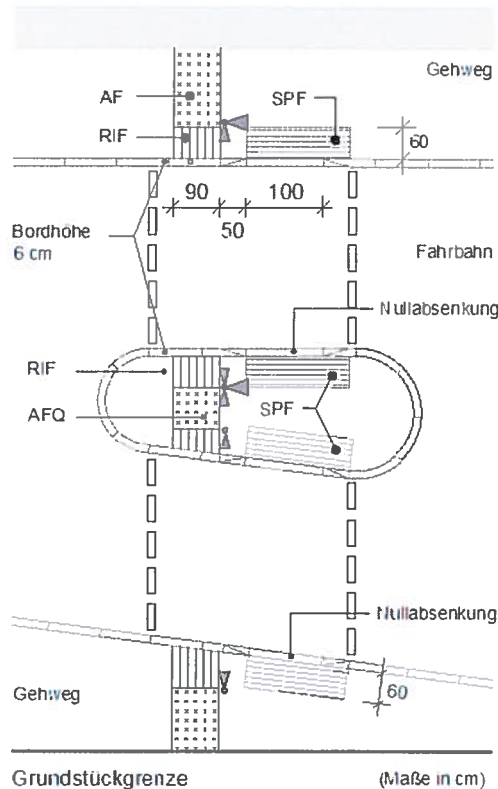 Gehweg
AF
SPF
RIF
60
90
100
50
Bordhöhe
6 cm
Fahrbahn
Nullabsenkung
RIF
AFQ
SPF
Nullabsenkung
60
Gehweg
Grundstückgrenze
(Maße in cm)